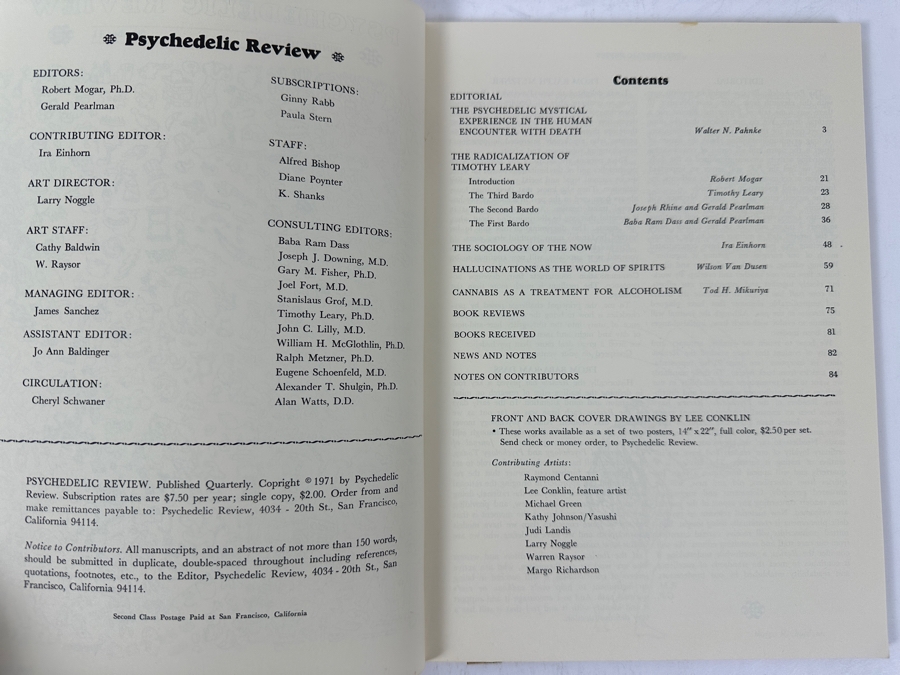 Psychedelic Review
EDITORS:
Robert Mogar, Ph.D.
Gerald Pearlman
CONTRIBUTING EDITOR:
Ira Einhorn
ART DIRECTOR:
Larry Noggle
ART STAFF:
Cathy Baldwin
W. Raysor
MANAGING EDITOR:
James Sanchez
ASSISTANT EDITOR:
Jo Ann Baldinger
CIRCULATION:
Cheryl Schwaner
SUBSCRIPTIONS:
Ginny Rabb
Paula Stern
STAFF:
Alfred Bishop
Diane Poynter
K. Shanks
CONSULTING EDITORS:
Baba Ram Dass
Joseph J. Downing, M.D.
Gary M. Fisher, Ph.D.
Joel Fort, M.D.
Stanislaus Grof, M.D.
Timothy Leary, Ph.D.
John C. Lilly, M.D.
William H. McGlothlin, Ph.D.
Ralph Metzner, Ph.D.
Eugene Schoenfeld, M.D.
Alexander T. Shulgin, Ph.D.
Alan Watts, D.D.
PSYCHEDELIC REVIEW. Published Quarterly. Copright © 1971 by Psychedelic
Review. Subscription rates are $7.50 per year; single copy, $2.00. Order from and
make remittances payable to: Psychedelic Review, 4034 - 20th St., San Francisco,
California 94114.
Notice to Contributors. All manuscripts, and an abstract of not more than 150 words,
should be submitted in duplicate, double-spaced throughout including references,
quotations, footnotes, etc., to the Editor, Psychedelic Review, 4034 - 20th St., San
Francisco, California 94114.
Second Class Postage Paid at San Francisco, California
Contents
EDITORIAL
THE PSYCHEDELIC MYSTICAL
EXPERIENCE IN THE HUMAN
ENCOUNTER WITH DEATH Walter N. Pahnke 3
THE RADICALIZATION OF
TIMOTHY LEARY
Introduction Robert Mogar 21
The Third Bardo Timothy Leary 23
The Second Bardo Joseph Rhine and Gerald Pearlman 28
The First Bardo Baba Ram Dass and Gerald Pearlman 36
THE SOCIOLOGY OF THE NOW Ira Einhorn 48
HALLUCINATIONS AS THE WORLD OF SPIRITS Wilson Van Dusen 59
CANNABIS AS A TREATMENT FOR ALCOHOLISM Tod H. Mikuriya 71
BOOK REVIEWS 75
BOOKS RECEIVED 81
NEWS AND NOTES 82
NOTES ON CONTRIBUTORS 84
FRONT AND BACK COVER DRAWINGS BY LEE CONKLIN
• These works available as a set of two posters, 14" x 22", full color, $2.50 per set.
Send check or money order, to Psychedelic Review.
Contributing Artists:
Raymond Centanni
Lee Conklin, feature artist
Michael Green
Kathy Johnson/Yasushi
Judi Landis
Larry Noggle
Warren Raysor
Margo Richardson